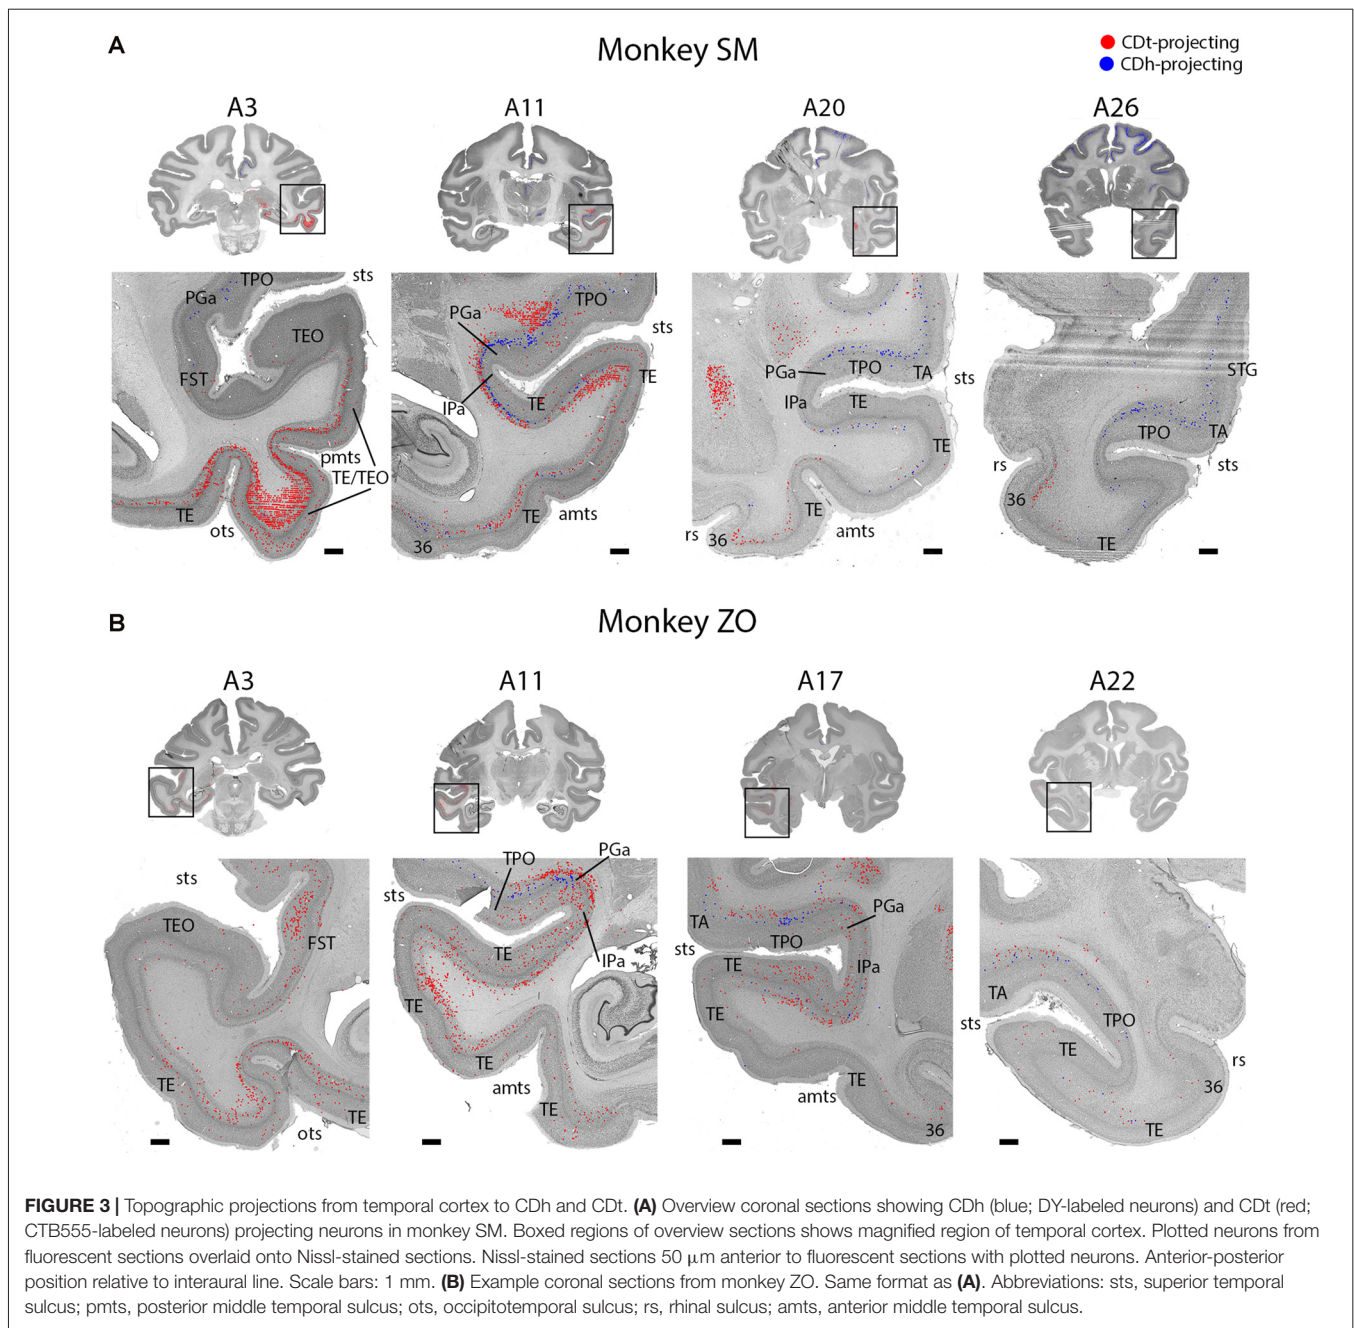 A
Monkey SM
CDt-projecting
CDh-projecting
A3
A11
A20
A26
TPO
sts
PGa
TEO
FST
pmts
TE/TEO
TE
ots
PGa
TPO
sts
TE
TE
IPa
TE
amts
36
PGa
TPO
TA
sts
IPa
TE
TE
TE
rs
36
amts
STG
TPO
TA
rs
sts
36
TE
B
Monkey ZO
A3
A11
A17
A22
sts
TEO
FST
TE
TE
ots
TPO
PGa
sts
TE
IPa
TE
TE
amts
TE
PGa
TA
TPO
sts
TE
IPa
TE
TE
amts
36
TA
TPO
sts
TE
rs
36
TE
FIGURE 3 | Topographic projections from temporal cortex to CDh and CDt. (A) Overview coronal sections showing CDh (blue; DY-labeled neurons) and CDt (red;
CTB555-labeled neurons) projecting neurons in monkey SM. Boxed regions of overview sections shows magnified region of temporal cortex. Plotted neurons from
fluorescent sections overlaid onto Nissl-stained sections. Nissl-stained sections 50 μm anterior to fluorescent sections with plotted neurons. Anterior-posterior
position relative to interaural line. Scale bars: 1 mm. (B) Example coronal sections from monkey ZO. Same format as (A). Abbreviations: sts, superior temporal
sulcus; pmts, posterior middle temporal sulcus; ots, occipitotemporal sulcus; rs, rhinal sulcus; amts, anterior middle temporal sulcus.